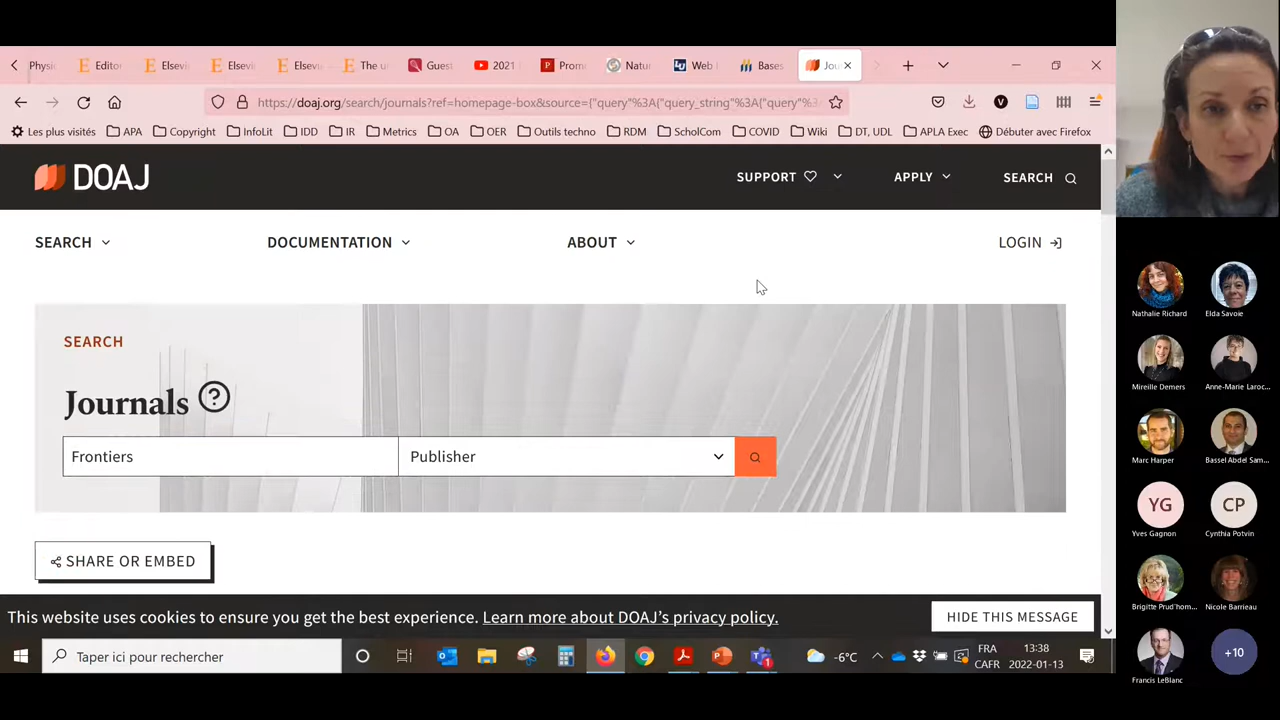 Physi
Editor
Elsevi
Elsevi
Elsevi
The u
Guest
2021
Promo
Natur
Web
Bases
Jou
https://doaj.org/search/journals?ref=homepage-box&source={"query"%3A{"query_string"%3A{"query"%3
Les plus visités APA Copyright InfoLit IDD IR Metrics OA OER Outils techno RDM ScholCom COVID Wiki DT, UDL APLA Exec Débuter avec Firefox
DOAJ
SUPPORT APPLY SEARCH
SEARCH DOCUMENTATION ABOUT LOGIN
SEARCH
Journals ?
Frontiers Publisher
SHARE OR EMBED
This website uses cookies to ensure you get the best experience. Learn more about DOAJ's privacy policy. HIDE THIS MESSAGE
Taper ici pour rechercher
-6°C
FRA
CAFR
13:38
2022-01-13
Nathalie Richard Elda Savoie
Mireille Demers Anne-Marie Laroc...
Marc Harper Bassel Abdel Sam...
YG CP
Yves Gagnon Cynthia Potvin
Brigitte Prud'hom... Nicole Barrieau
+10
Francis LeBlanc